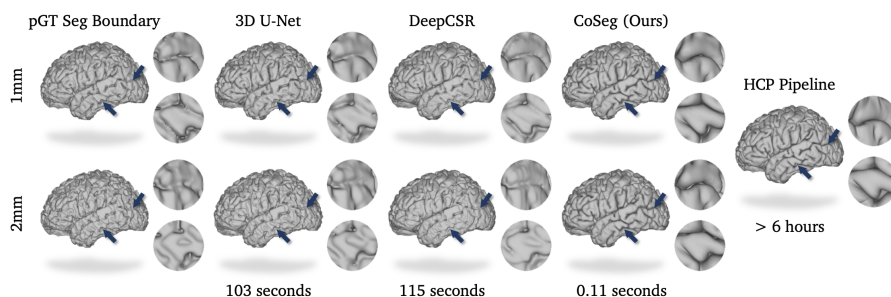 pGT Seg Boundary
3D U-Net
DeepCSR
CoSeg (Ours)
1mm
HCP Pipeline
2mm
> 6 hours
103 seconds
115 seconds
0.11 seconds